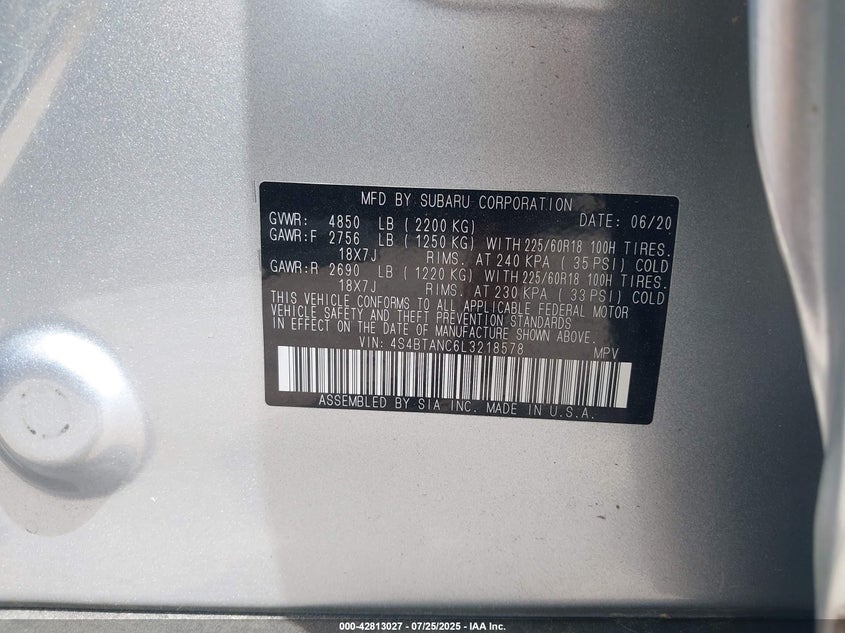 MFD BY SUBARU CORPORATION DATE: 06/20
GVWR: 4850 LB ( 2200 KG)
GAWR:F 2756 LB ( 1250 KG) WITH 225/60R18 100H TIRES.
18X7J RIMS. AT 240 KPA ( 35 PSI) COLD
GAWR:R 2690 LB ( 1220 KG) WITH 225/60R18 100H TIRES.
18X7J RIMS. AT 230 KPA ( 33 PSI) COLD
THIS VEHICLE CONFORMS TO ALL APPLICABLE FEDERAL MOTOR
VEHICLE SAFETY AND THEFT PREVENTION STANDARDS
IN EFFECT ON THE DATE OF MANUFACTURE SHOWN ABOVE.
VIN: 4S4BTANC6L3218578 MPV
ASSEMBLED BY SIA INC. MADE IN U.S.A.
000-42813027 - 07/25/2025 - IAA Inc.